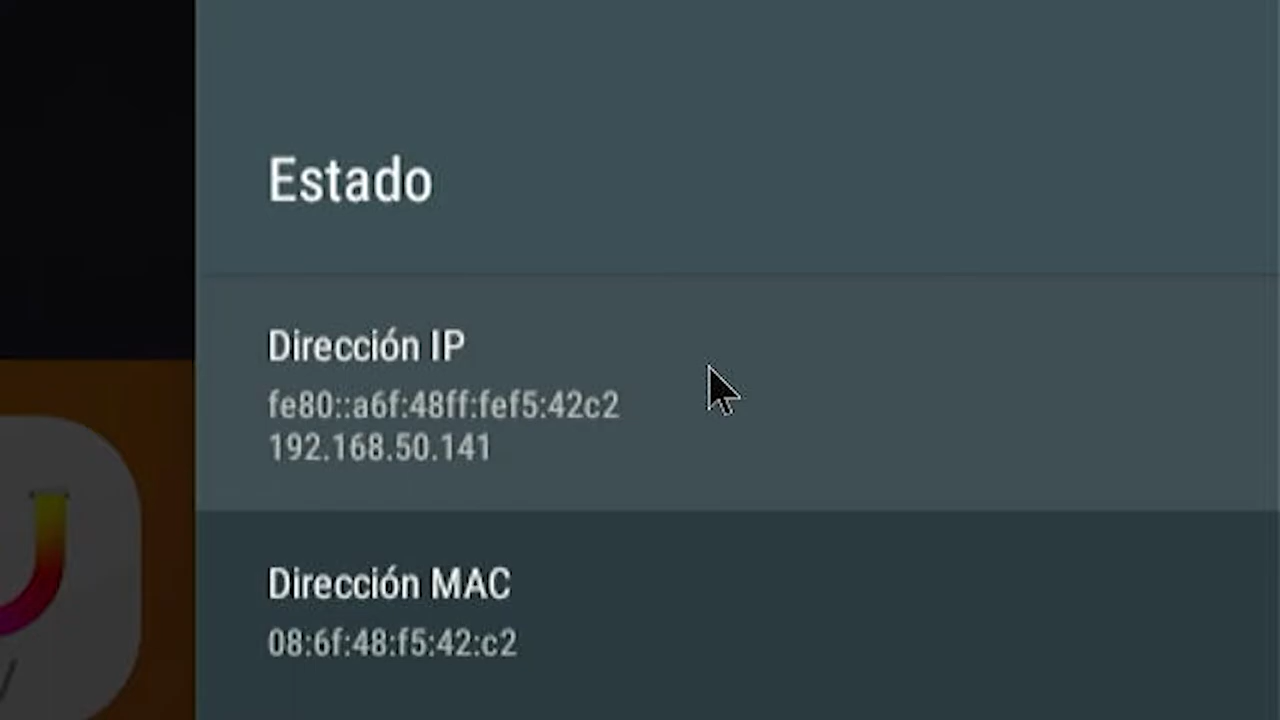 Estado
Dirección IP
fe80::a6f:48ff:fef5:42c2
192.168.50.141
Dirección MAC
08:6f:48:f5:42:c2